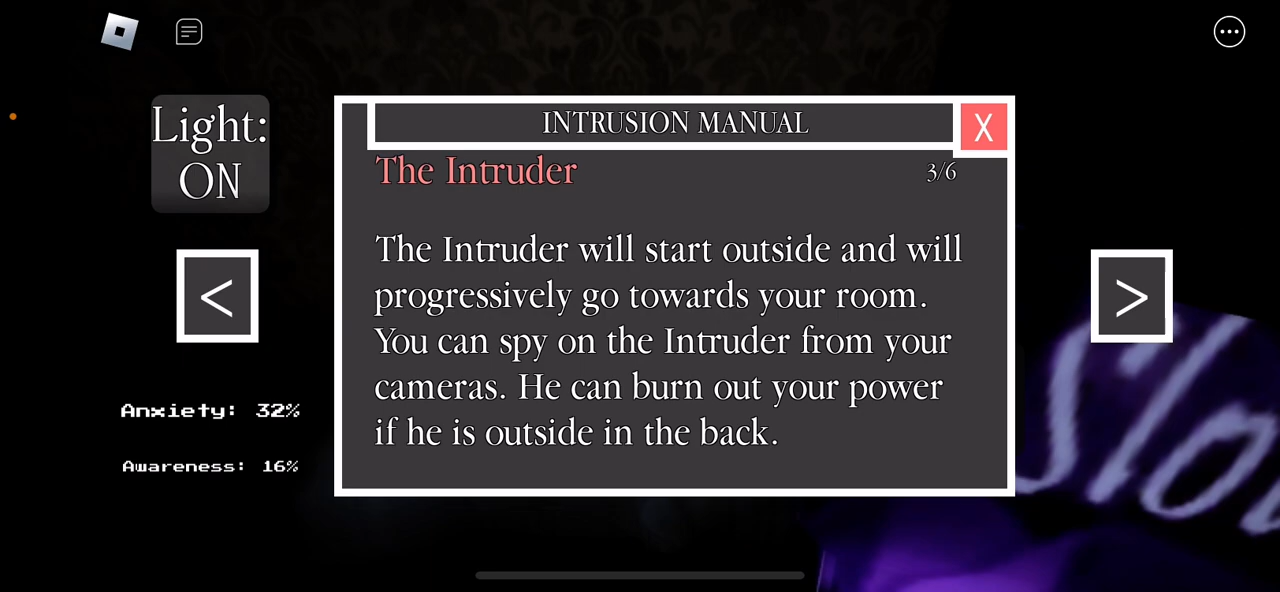 Light:
ON
INTRUSION MANUAL
X
The Intruder
3/6
The Intruder will start outside and will
progressively go towards your room.
You can spy on the Intruder from your
cameras. He can burn out your power
if he is outside in the back.
<
>
Anxiety: 32%
Awareness: 16%